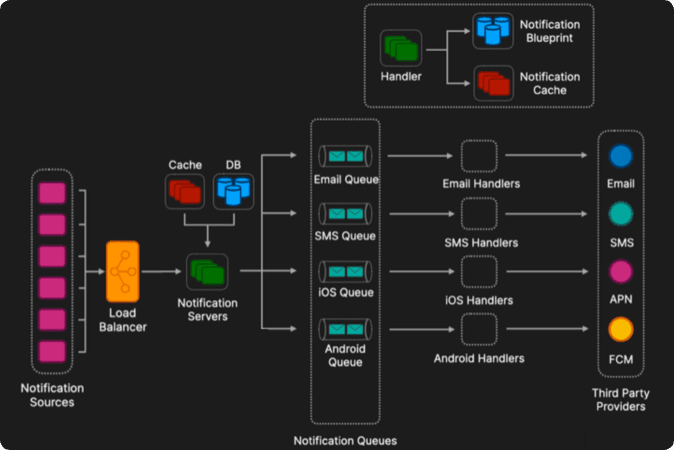 Handler
Notification
Blueprint
Notification
Cache
Cache
DB
Email Queue
Email Handlers
Email
SMS Queue
SMS Handlers
SMS
iOS Queue
iOS Handlers
APN
Load
Balancer
Notification
Servers
Android
Queue
Android Handlers
FCM
Notification
Sources
Third Party
Providers
Notification Queues